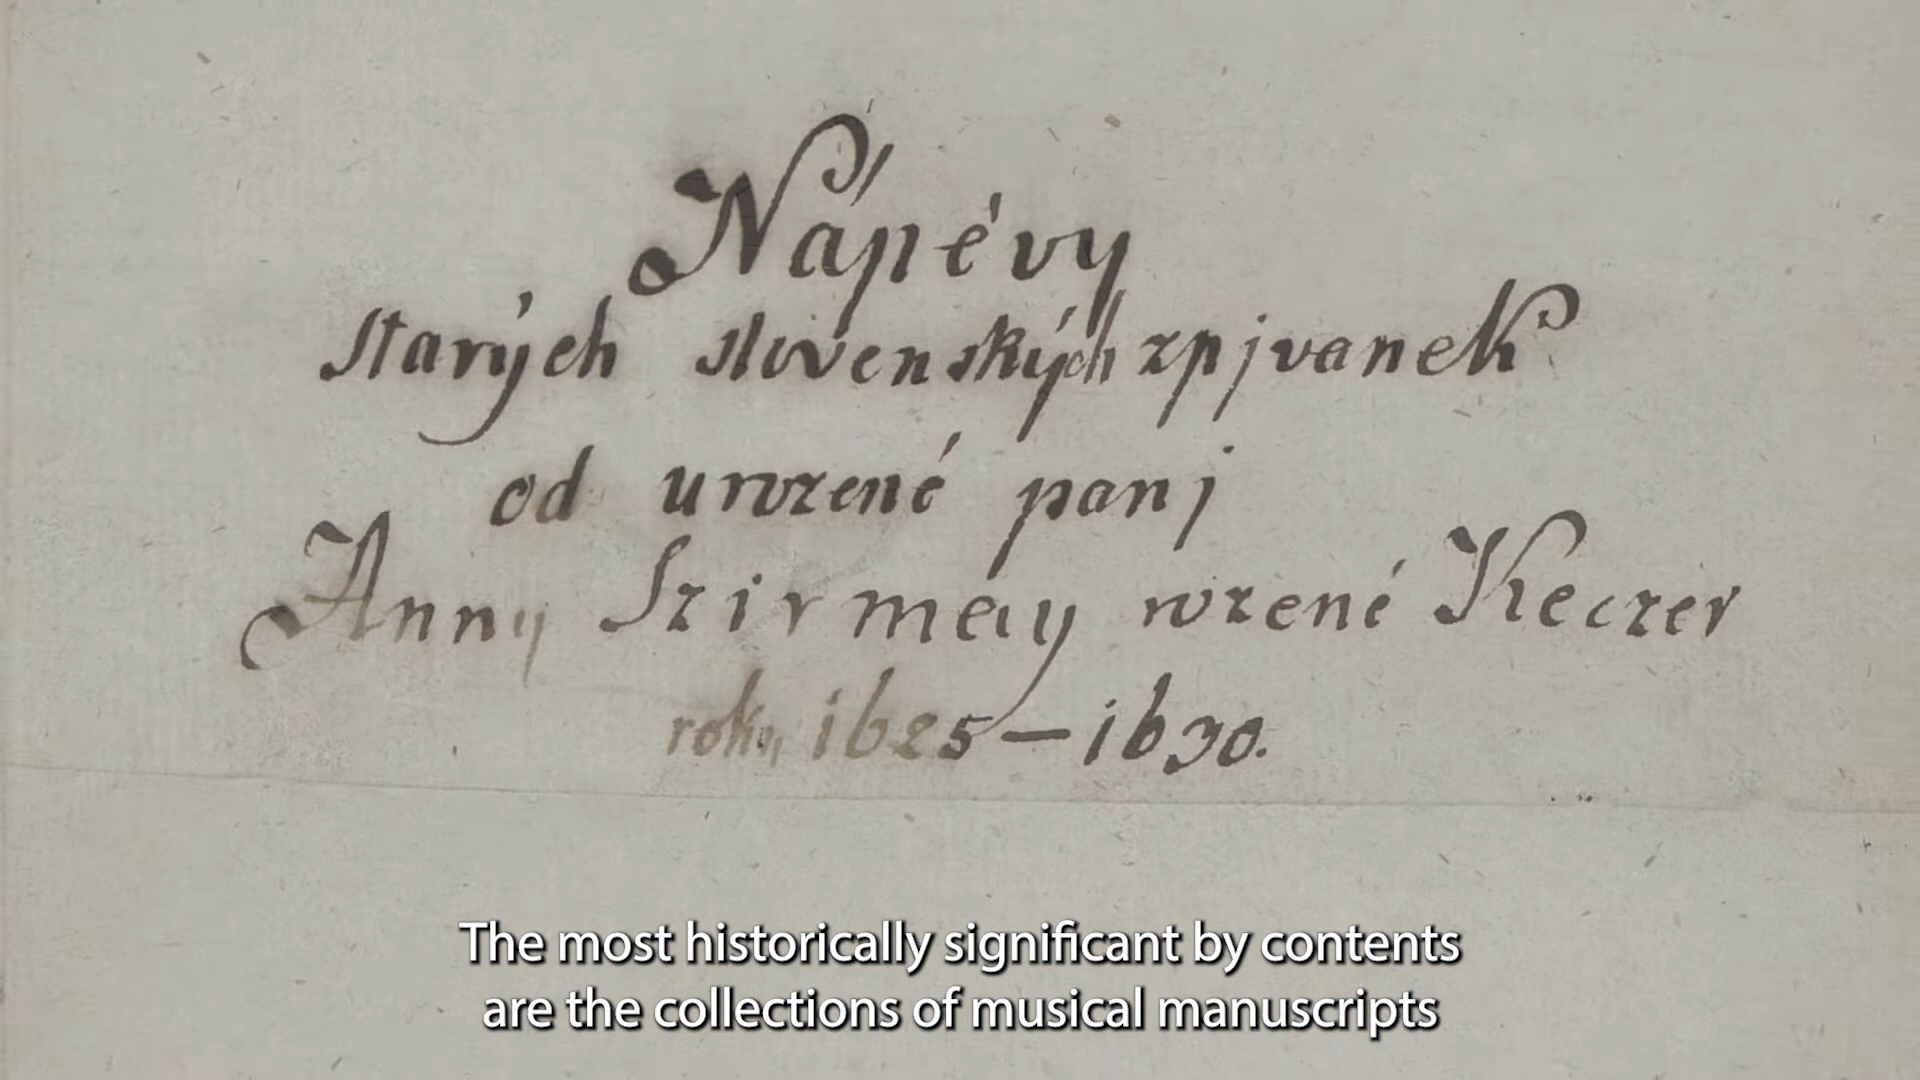 Nápévy
starých slovenských zpjvanek
od urozené panj
Anny Szirmay rozené Keczer
roku 1625 — 1630.
The most historically significant by contents
are the collections of musical manuscripts